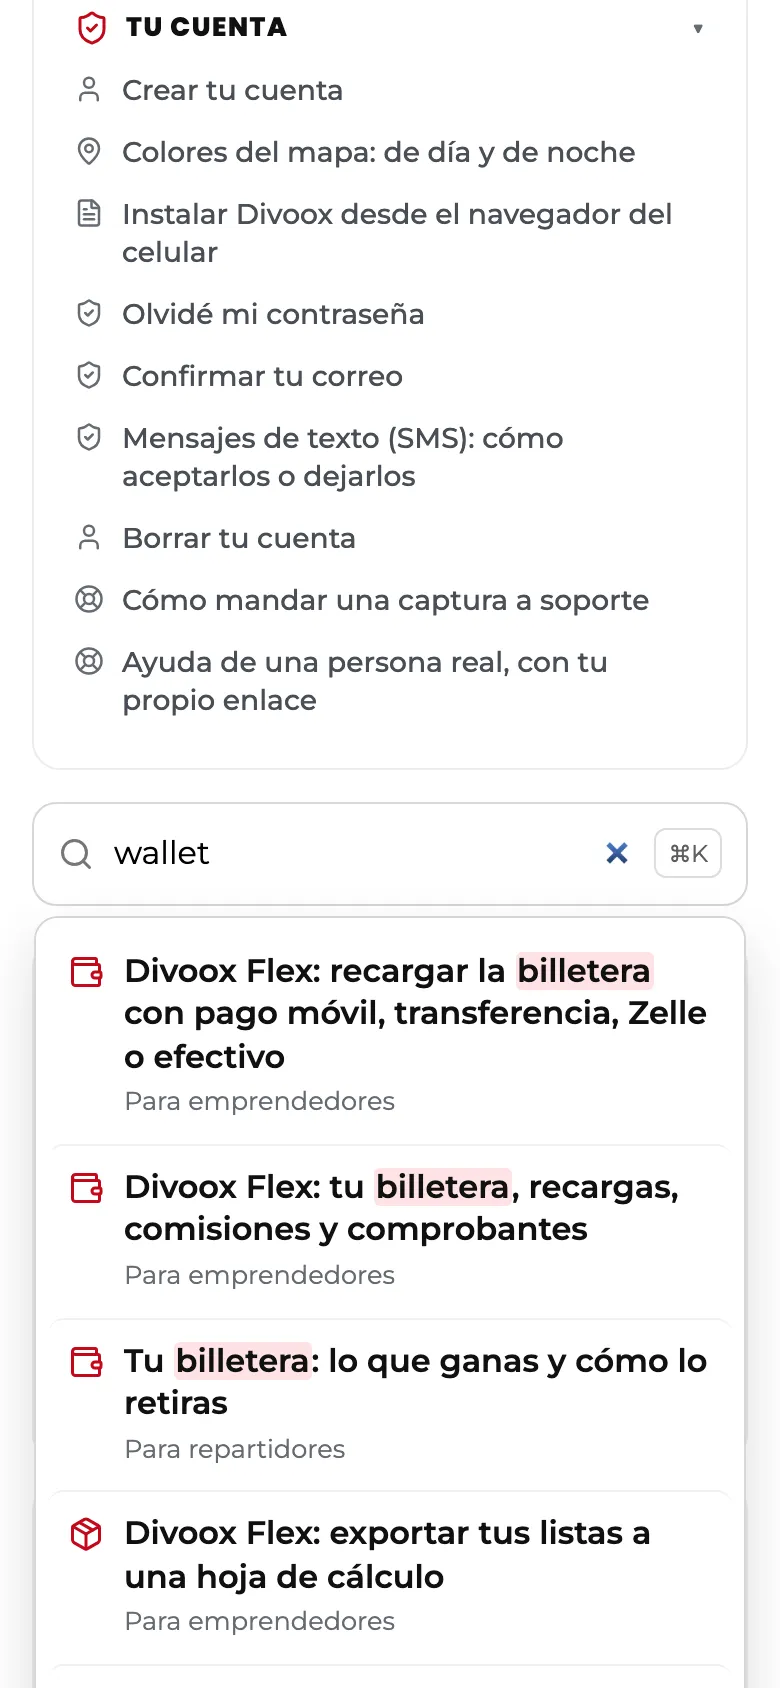 TU CUENTA
Crear tu cuenta
Colores del mapa: de día y de noche
Instalar Divoox desde el navegador del
celular
Olvidé mi contraseña
Confirmar tu correo
Mensajes de texto (SMS): cómo
aceptarlos o dejarlos
Borrar tu cuenta
Cómo mandar una captura a soporte
Ayuda de una persona real, con tu
propio enlace
wallet
⌘K
Divoox Flex: recargar la billetera
con pago móvil, transferencia, Zelle
o efectivo
Para emprendedores
Divoox Flex: tu billetera, recargas,
comisiones y comprobantes
Para emprendedores
Tu billetera: lo que ganas y cómo lo
retiras
Para repartidores
Divoox Flex: exportar tus listas a
una hoja de cálculo
Para emprendedores